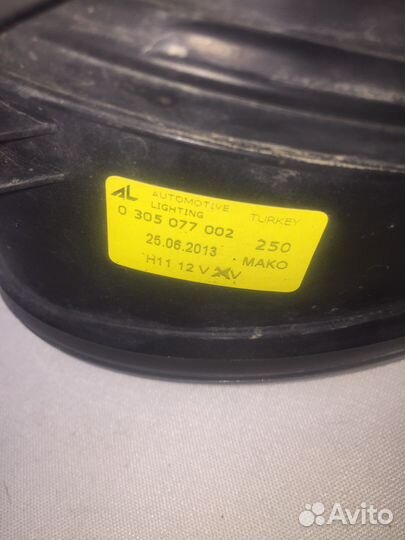 AL AUTOMOTIVE LIGHTING TURKEY
0 305 077 002 250
25.06.2013 MAKO
H11 12 V 24V
Avito